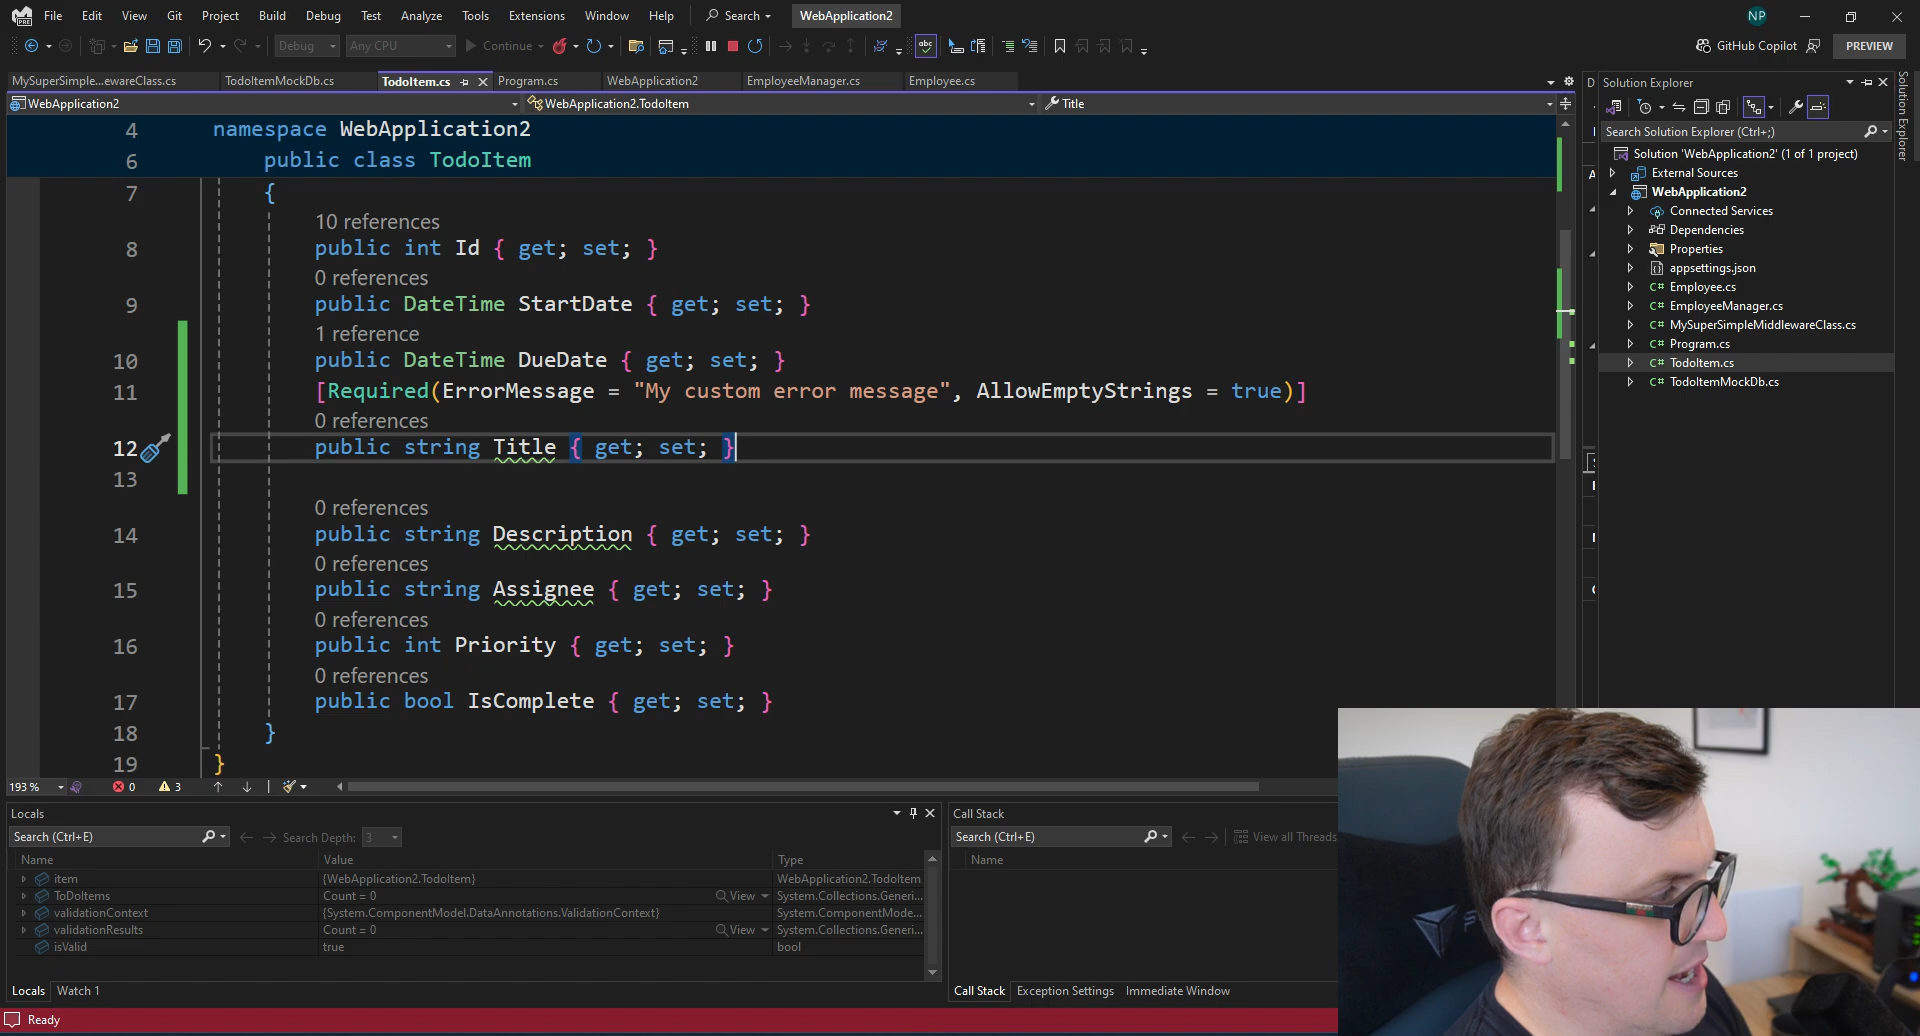 File Edit View Git Project Build Debug Test Analyze Tools Extensions Window Help Search WebApplication2 NP
Debug Any CPU Continue GitHub Copilot PREVIEW
MySuperSimple...ewareClass.cs TodoItemMockDb.cs TodoItem.cs Program.cs WebApplication2 EmployeeManager.cs Employee.cs
WebApplication2 WebApplication2.TodoItem Title
4 namespace WebApplication2
6 public class TodoItem
7 {
10 references
8 public int Id { get; set; }
0 references
9 public DateTime StartDate { get; set; }
1 reference
10 public DateTime DueDate { get; set; }
11 [Required(ErrorMessage = "My custom error message", AllowEmptyStrings = true)]
0 references
12 public string Title { get; set; }
13
0 references
14 public string Description { get; set; }
0 references
15 public string Assignee { get; set; }
0 references
16 public int Priority { get; set; }
0 references
17 public bool IsComplete { get; set; }
18 }
19 }
193 % 0 3
Locals
Search (Ctrl+E) Search Depth: 3
Name Value Type
item {WebApplication2.TodoItem} WebApplication2.TodoItem
ToDoItems Count = 0 View System.Collections.Generi...
validationContext {System.ComponentModel.DataAnnotations.ValidationContext} System.ComponentMode...
validationResults Count = 0 View System.Collections.Generi...
isValid true bool
Locals Watch 1
Call Stack
Search (Ctrl+E) View all Threads
Name
Call Stack Exception Settings Immediate Window
Ready
Solution Explorer
Search Solution Explorer (Ctrl+;)
Solution 'WebApplication2' (1 of 1 project)
External Sources
WebApplication2
Connected Services
Dependencies
Properties
appsettings.json
C# Employee.cs
C# EmployeeManager.cs
C# MySuperSimpleMiddlewareClass.cs
C# Program.cs
C# TodoItem.cs
C# TodoItemMockDb.cs
Solution Explorer